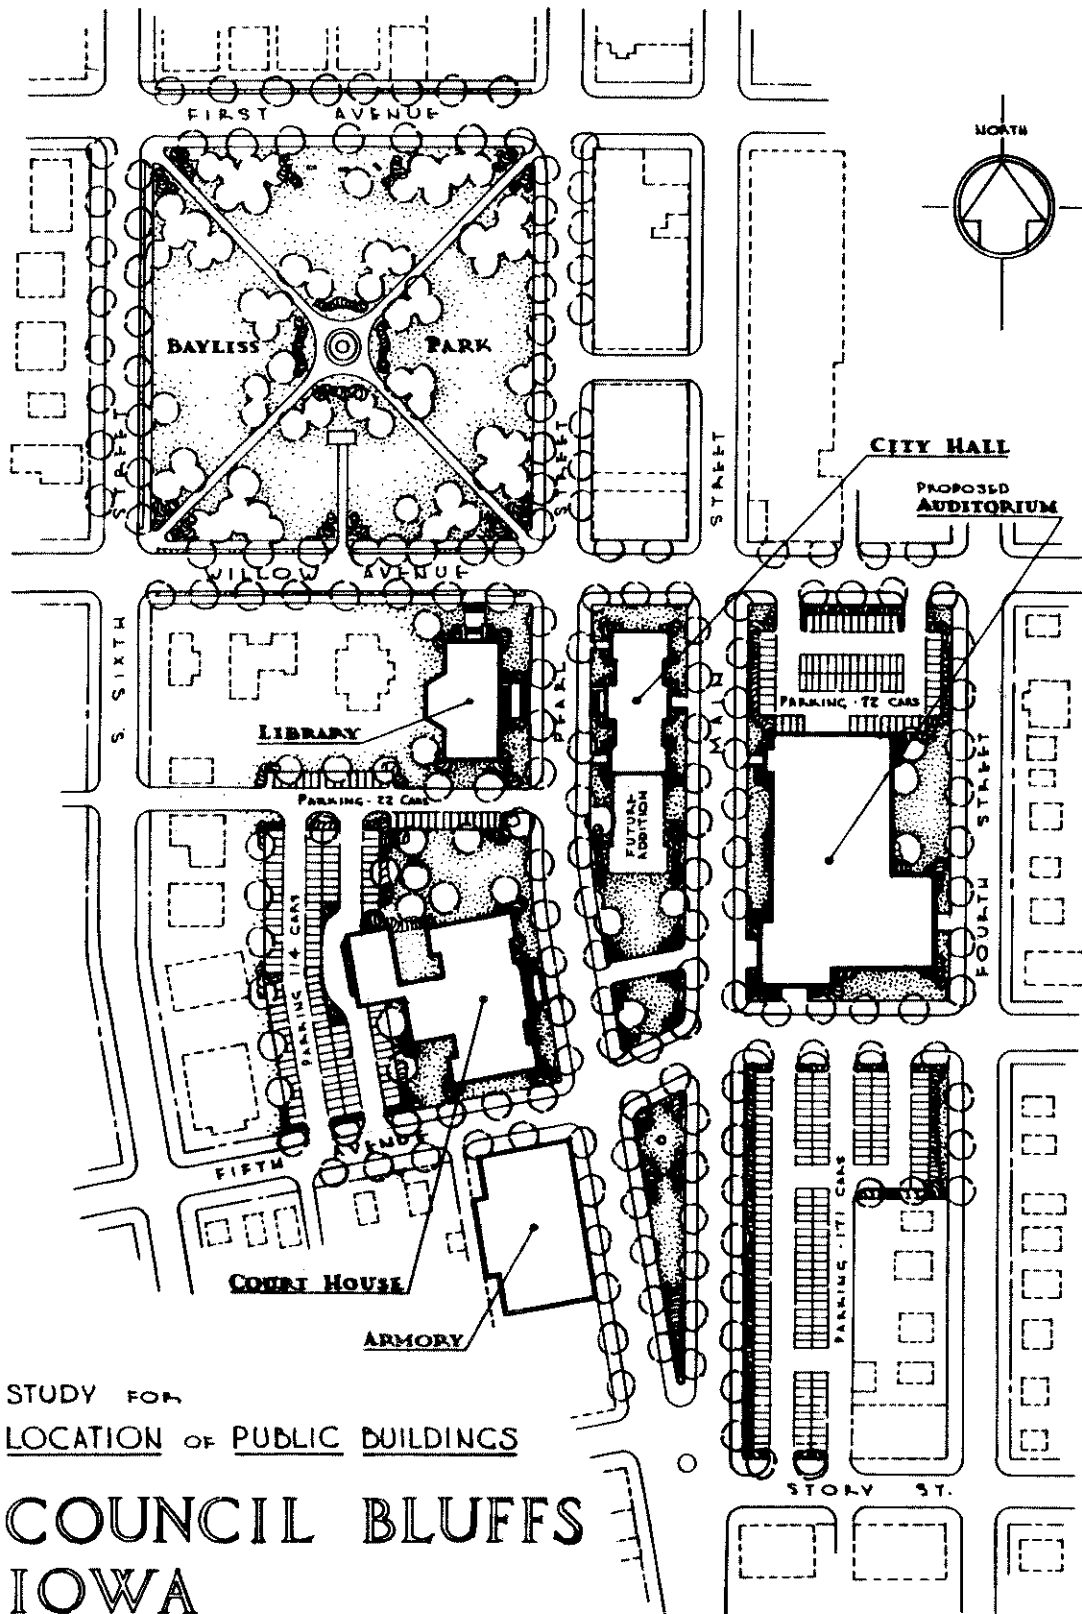 FIRST AVENUE
NORTH
BAYLISS PARK
STREET
STREET
STREET
CITY HALL
PROPOSED
AUDITORIUM
WILLOW AVENUE
S. SIXTH
PEARL
MAIN
PARKING - 72 CARS
LIBRARY
PARKING - 22 CARS
FUTURE
ADDITION
FOURTH STREET
PARKING 114 CARS
FIFTH AVENUE
PARKING - 171 CARS
COURT HOUSE
ARMORY
STUDY FOR
LOCATION OF PUBLIC BUILDINGS
STORY ST.
COUNCIL BLUFFS
IOWA